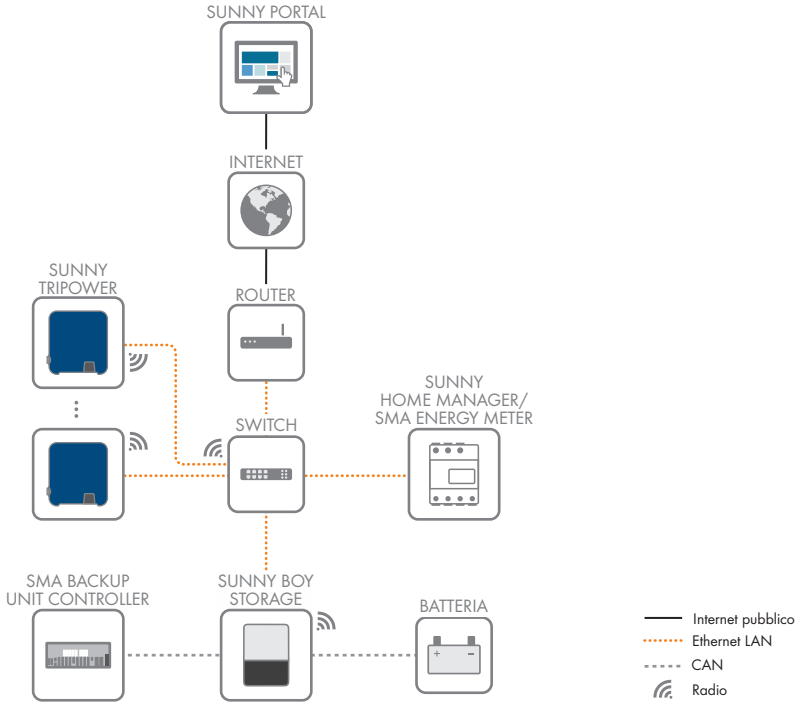 SUNNY PORTAL
INTERNET
SUNNY
TRIPOWER
ROUTER
SUNNY
HOME MANAGER/
SMA ENERGY METER
SWITCH
SMA BACKUP
UNIT CONTROLLER
SUNNY BOY
STORAGE
BATTERIA
+ −
Internet pubblico
Ethernet LAN
CAN
Radio